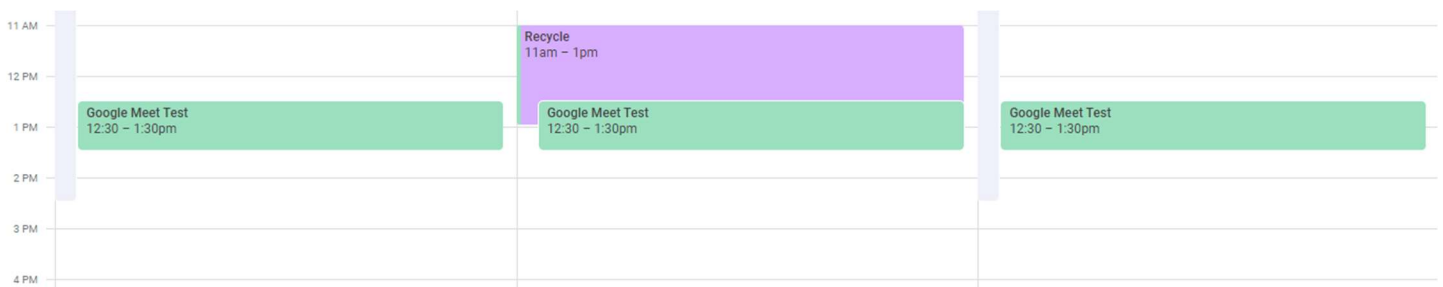 11 AM
Recycle
11am – 1pm
12 PM
Google Meet Test
12:30 – 1:30pm
Google Meet Test
12:30 – 1:30pm
Google Meet Test
12:30 – 1:30pm
1 PM
2 PM
3 PM
4 PM